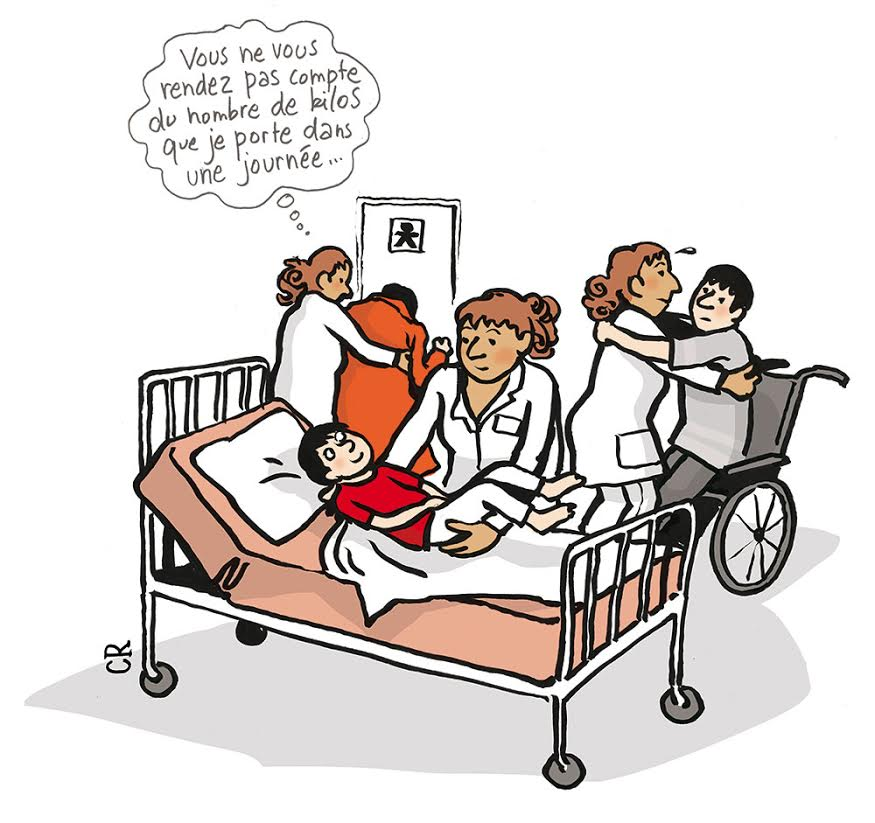 Vous ne vous
rendez pas compte
du nombre de kilos
que je porte dans
une journée...
CR